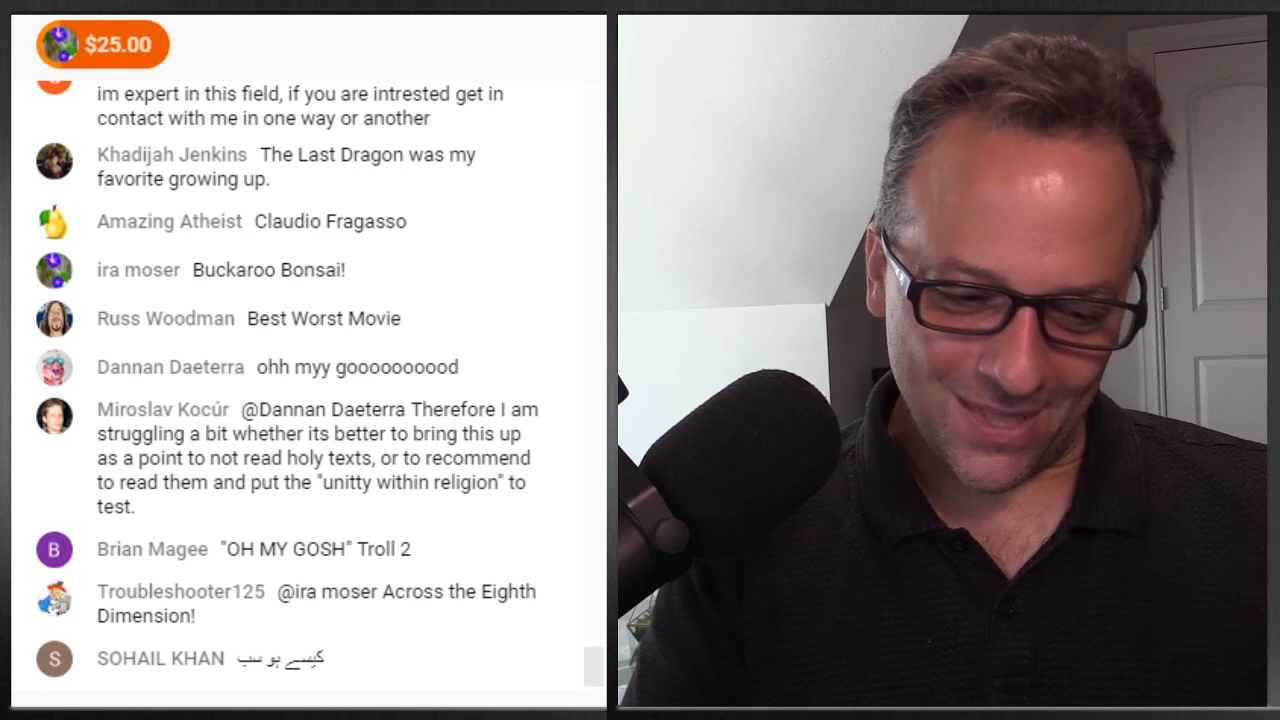 $25.00
im expert in this field, if you are intrested get in
contact with me in one way or another
Khadijah Jenkins The Last Dragon was my
favorite growing up.
Amazing Atheist Claudio Fragasso
ira moser Buckaroo Bonsai!
Russ Woodman Best Worst Movie
Dannan Daeterra ohh myy goooooooood
Miroslav Kocúr @Dannan Daeterra Therefore I am
struggling a bit whether its better to bring this up
as a point to not read holy texts, or to recommend
to read them and put the "unitty within religion" to
test.
B Brian Magee "OH MY GOSH" Troll 2
Troubleshooter125 @ira moser Across the Eighth
Dimension!
S SOHAIL KHAN کیسے ہو سب